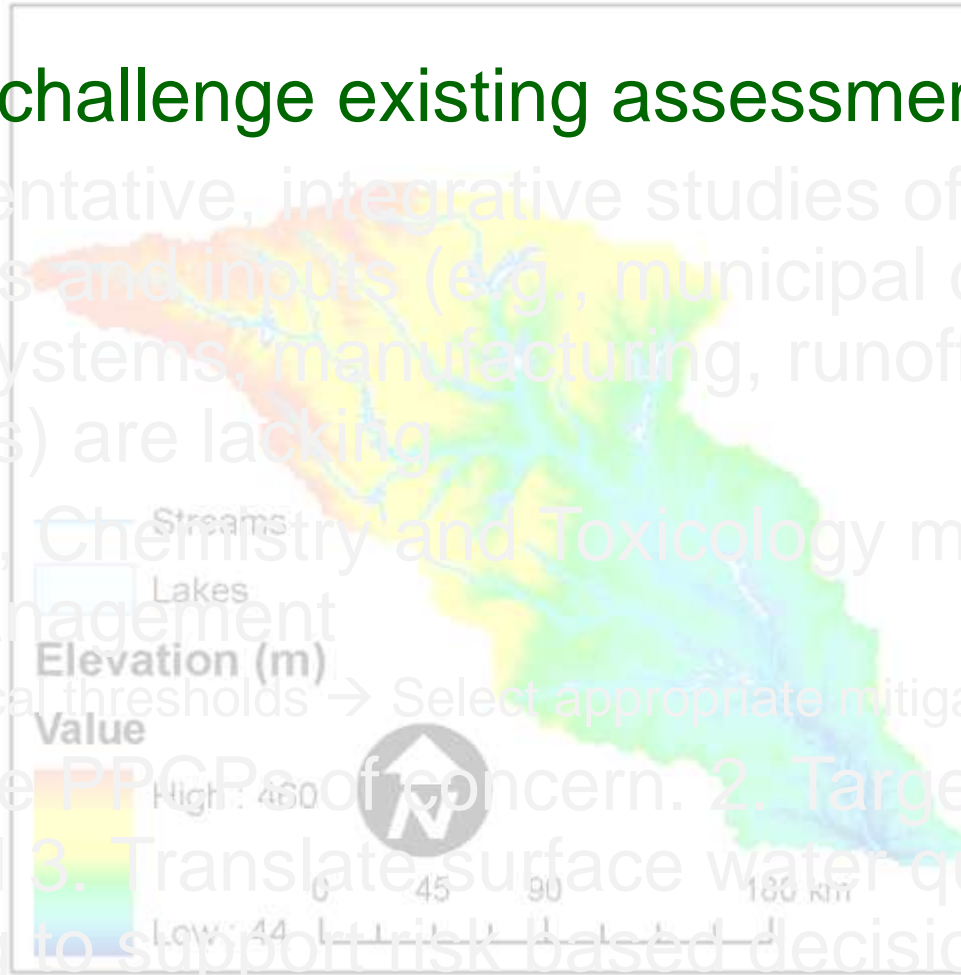 challenge existing assessmen
entative, integrative studies of
s and inputs (e.g., municipal
ystems, manufacturing, runof
s) are lacking
Streams
, Chemistry and Toxicology m
Lakes
nagement
Elevation (m)
cal thresholds → Select appropriate mitiga
Value
e PPCPs of concern. 2. Targe
High : 460
N
3. Translate surface water qu
0 45 90 180 km
Low : 44
to support risk based decisio